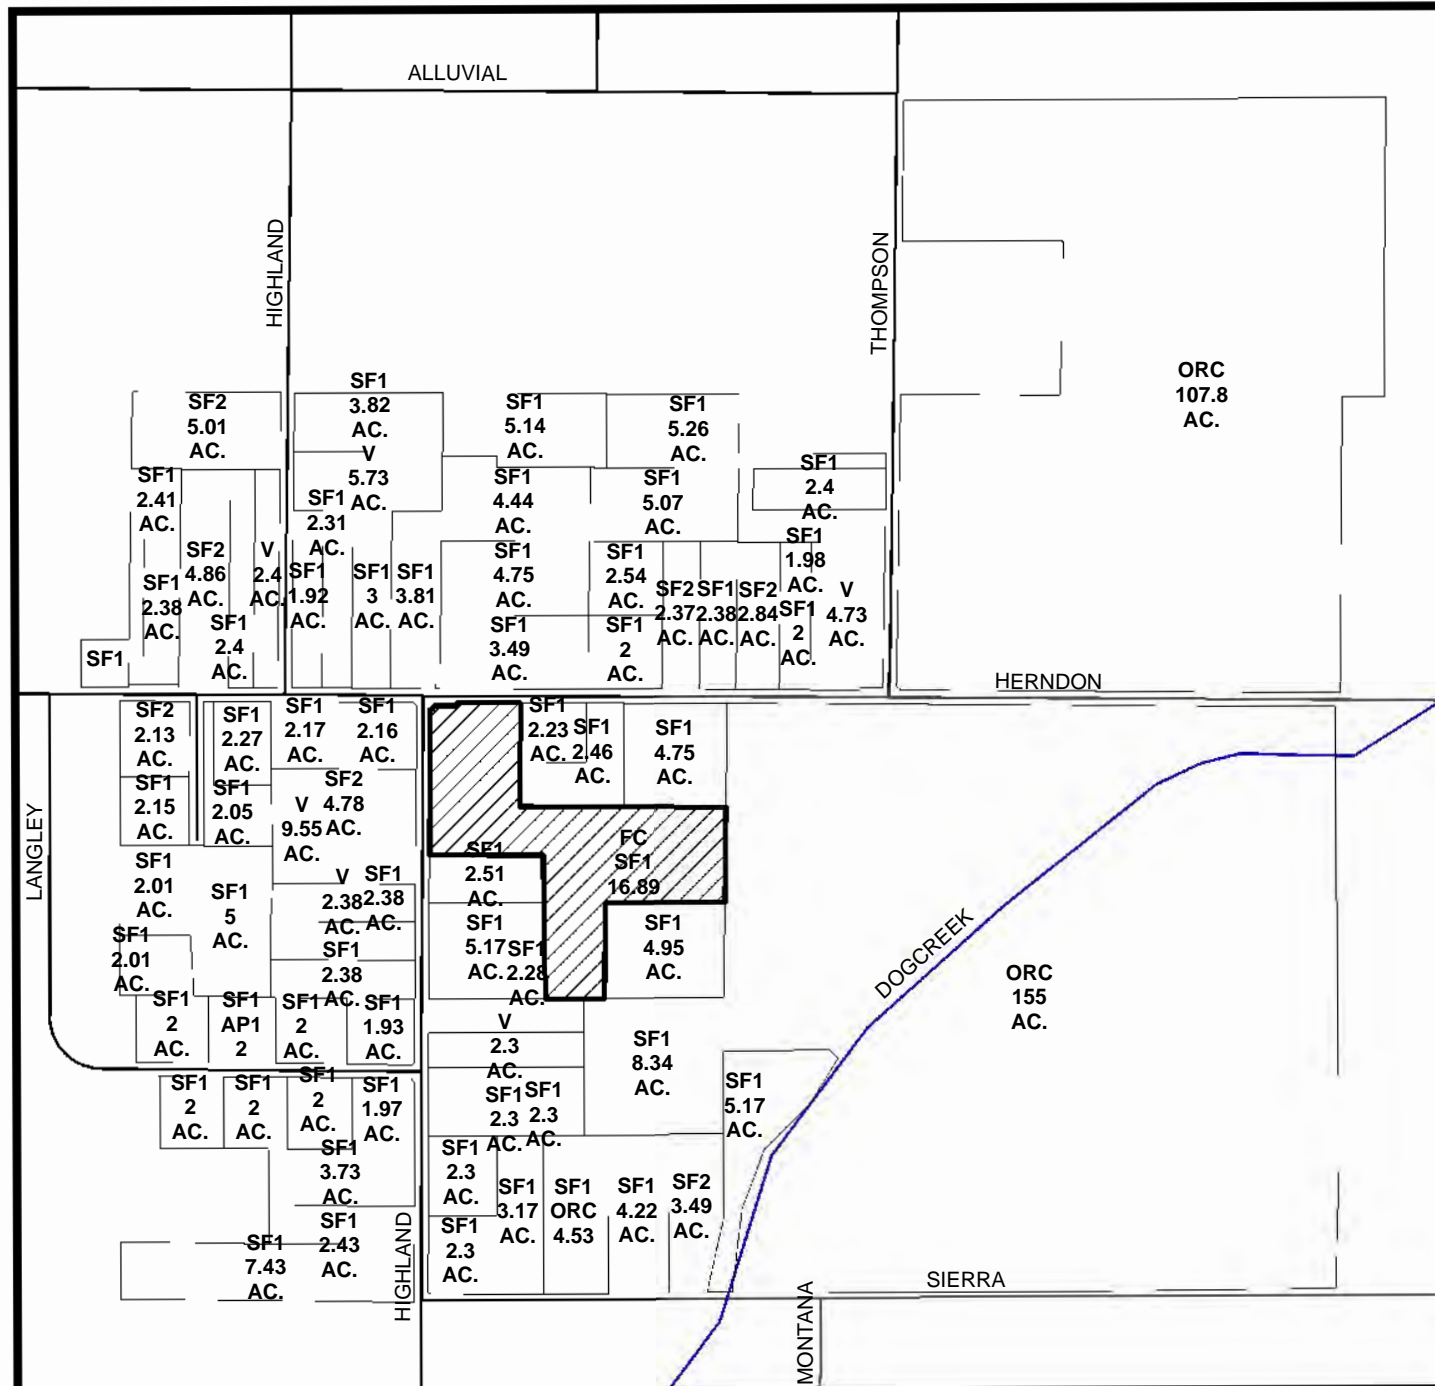 ALLUVIAL
HIGHLAND
THOMPSON
ORC
107.8
AC.
SF2
5.01
AC.
SF1
3.82
AC.
V
5.73
AC.
SF1
5.14
AC.
SF1
5.26
AC.
SF1
2.41
AC.
SF1
2.31
AC.
SF1
4.44
AC.
SF1
5.07
AC.
SF1
2.4
AC.
SF2
4.86
AC.
V
2.4
AC.
SF1
1.92
AC.
SF1
3
AC.
SF1
3.81
AC.
SF1
4.75
AC.
SF1
2.54
AC.
SF1
1.98
AC.
SF1
2.38
AC.
SF2
2.37
AC.
SF1
2.38
AC.
SF2
2.84
AC.
SF1
2
AC.
V
4.73
AC.
SF1
SF1
2.4
AC.
SF1
3.49
AC.
SF1
2
AC.
HERNDON
SF2
2.13
AC.
SF1
2.27
AC.
SF1
2.17
AC.
SF1
2.16
AC.
SF1
2.23
AC.
SF1
2.46
AC.
SF1
4.75
AC.
LANGLEY
SF1
2.15
AC.
SF1
2.05
AC.
V
9.55
AC.
SF2
4.78
AC.
FC
SF1
16.89
SF1
2.01
AC.
SF1
5
AC.
V
2.38
AC.
SF1
2.38
AC.
SF1
2.51
AC.
SF1
2.01
AC.
SF1
2.38
AC.
SF1
5.17
AC.
SF1
2.28
AC.
SF1
4.95
AC.
DOGCREEK
ORC
155
AC.
SF1
2
AC.
SF1
AP1
2
SF1
2
AC.
SF1
1.93
AC.
V
2.3
AC.
SF1
8.34
AC.
SF1
2
AC.
SF1
2
AC.
SF1
2
AC.
SF1
1.97
AC.
SF1
2.3
AC.
SF1
2.3
AC.
SF1
5.17
AC.
SF1
3.73
AC.
SF1
2.3
AC.
SF1
3.17
AC.
SF1
ORC
4.53
SF1
4.22
AC.
SF2
3.49
AC.
SF1
7.43
AC.
SF1
2.43
AC.
HIGHLAND
SF1
2.3
AC.
SIERRA
MONTANA